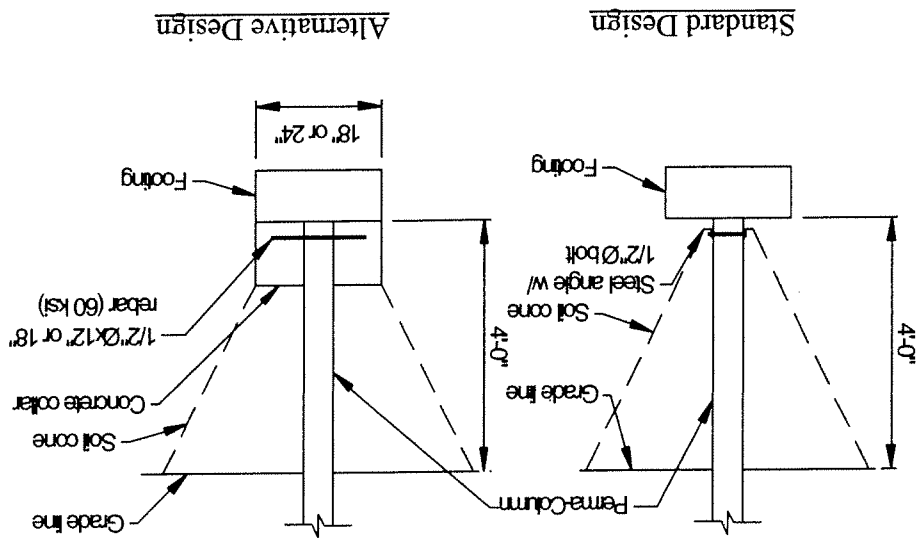 Perma-Column
Grade line
4'-0"
Soil cone
Steel angle w/
1/2"Ø bolt
Footing
Standard Design
Grade line
Soil cone
Concrete collar
4'-0"
1/2"Øx12" or 18"
rebar (60 ksi)
Footing
18" or 24"
Alternative Design